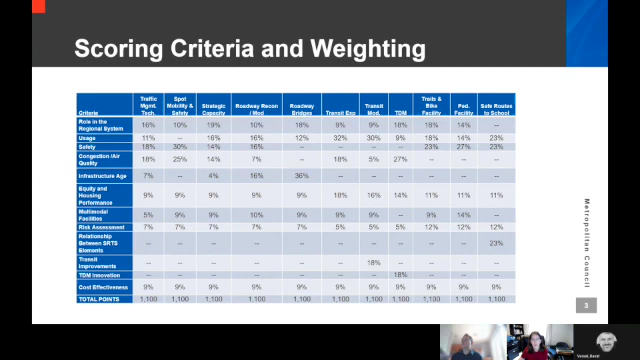 Scoring Criteria and Weighting
Criteria | Traffic Mgmt. Tech. | Spot Mobility & Safety | Strategic Capacity | Roadway Recon / Mod | Roadway Bridges | Transit Exp | Transit Mod. | TDM | Trails & Bike Facility | Ped. Facility | Safe Routes to School
Role in the Regional System | 16% | 10% | 19% | 10% | 18% | 9% | 9% | 18% | 18% | 14% | --
Usage | 11% | -- | 16% | 16% | 12% | 32% | 30% | 9% | 18% | 14% | 23%
Safety | 18% | 30% | 14% | 16% | -- | -- | -- | -- | 23% | 27% | 23%
Congestion /Air Quality | 18% | 25% | 14% | 7% | -- | 18% | 5% | 27% | -- | -- | --
Infrastructure Age | 7% | -- | 4% | 16% | 36% | -- | -- | -- | -- | -- | --
Equity and Housing Performance | 9% | 9% | 9% | 9% | 9% | 18% | 16% | 14% | 11% | 11% | 11%
Multimodal Facilities | 5% | 9% | 9% | 10% | 9% | 9% | 9% | -- | 9% | 14% | --
Risk Assessment | 7% | 7% | 7% | 7% | 7% | 5% | 5% | 5% | 12% | 12% | 12%
Relationship Between SRTS Elements | -- | -- | -- | -- | -- | -- | -- | -- | -- | -- | 23%
Transit Improvements | -- | -- | -- | -- | -- | -- | 18% | -- | -- | -- | --
TDM Innovation | -- | -- | -- | -- | -- | -- | -- | 18% | -- | -- | --
Cost Effectiveness | 9% | 9% | 9% | 9% | 9% | 9% | 9% | 9% | 9% | 9% | 9%
TOTAL POINTS | 1,100 | 1,100 | 1,100 | 1,100 | 1,100 | 1,100 | 1,100 | 1,100 | 1,100 | 1,100 | 1,100
Metropolitan Council
3